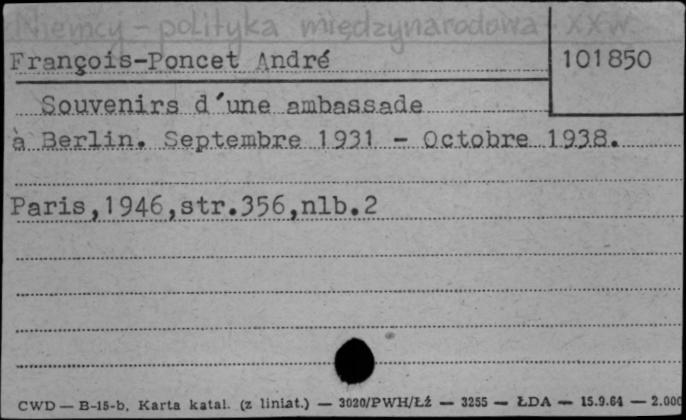 Niemcy - polityka międzynarodowa XX w.
François-Poncet André 101850
Souvenirs d'une ambassade
à Berlin. Septembre 1931 - Octobre 1938.
Paris,1946,str.356,nlb.2
CWD — B-15-b, Karta katal. (z liniat.) — 3020/PWH/Łź — 3255 — ŁDA — 15.9.64 — 2.000